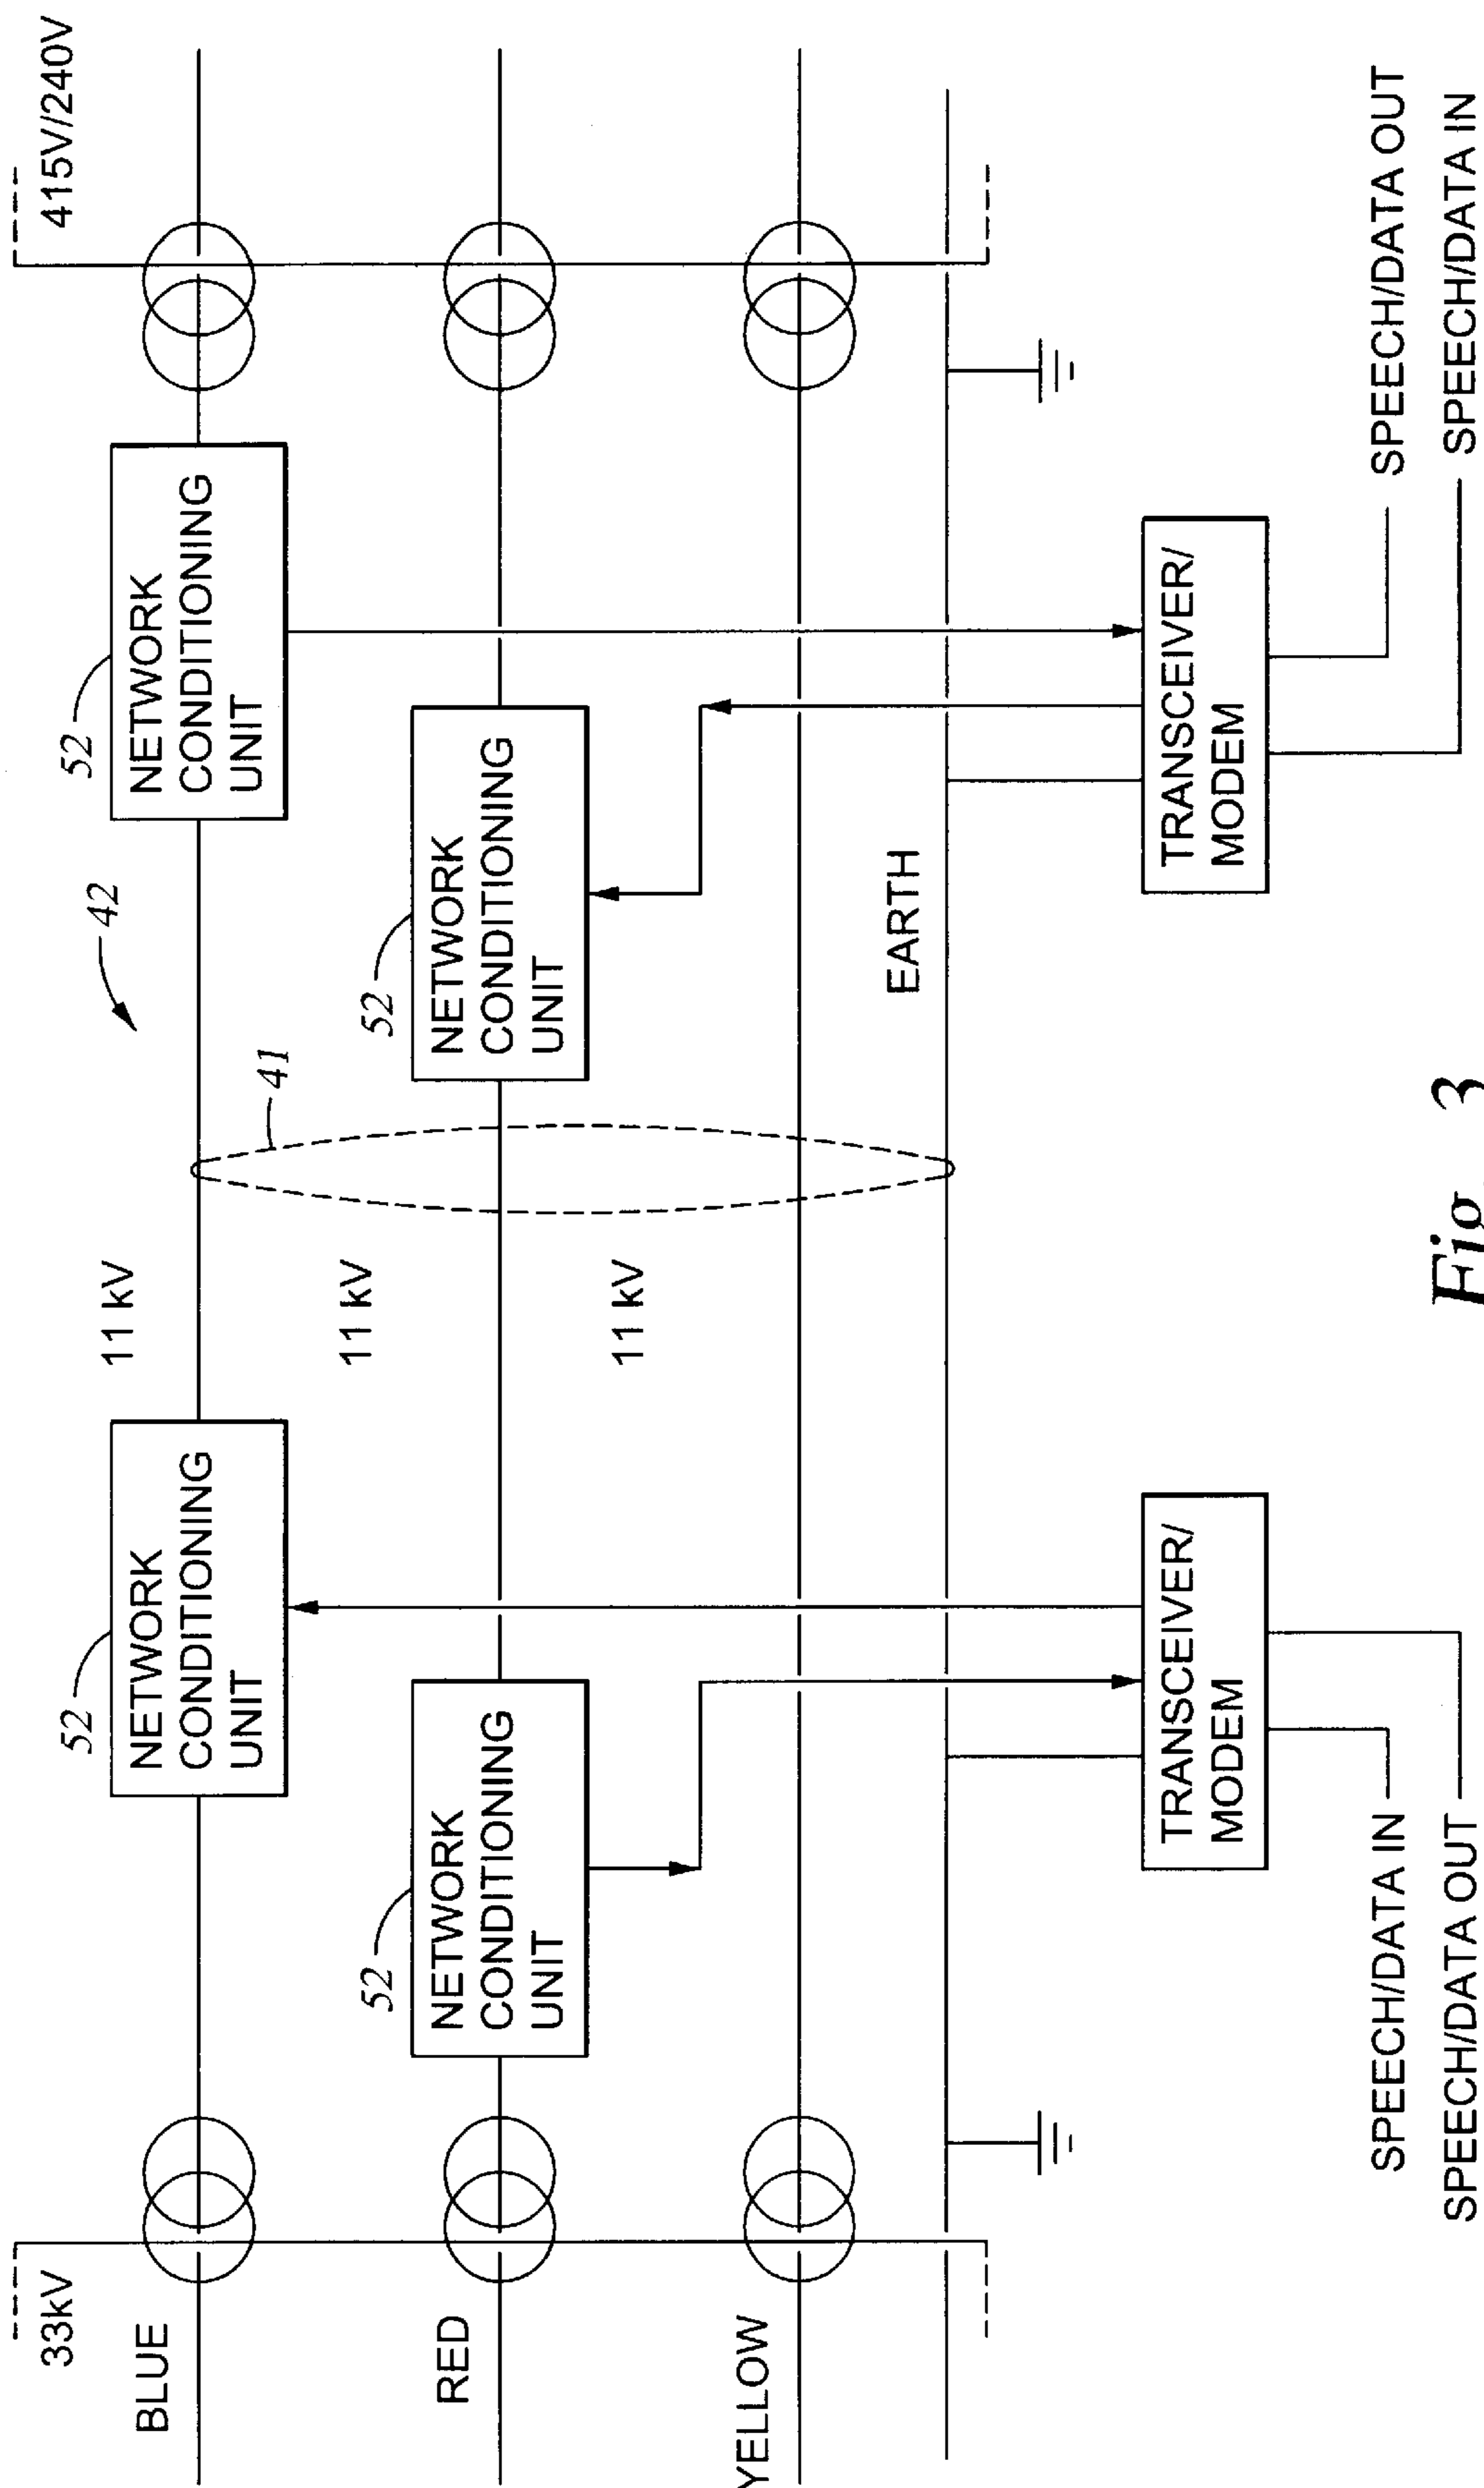 33kV
415V/240V
BLUE
52
NETWORK
CONDITIONING
UNIT
11 kV
42
52
NETWORK
CONDITIONING
UNIT
41
RED
52
NETWORK
CONDITIONING
UNIT
11 kV
52
NETWORK
CONDITIONING
UNIT
YELLOW
11 kV
EARTH
TRANSCEIVER/
MODEM
TRANSCEIVER/
MODEM
SPEECH/DATA IN
SPEECH/DATA OUT
SPEECH/DATA OUT
SPEECH/DATA IN
Fig. 3